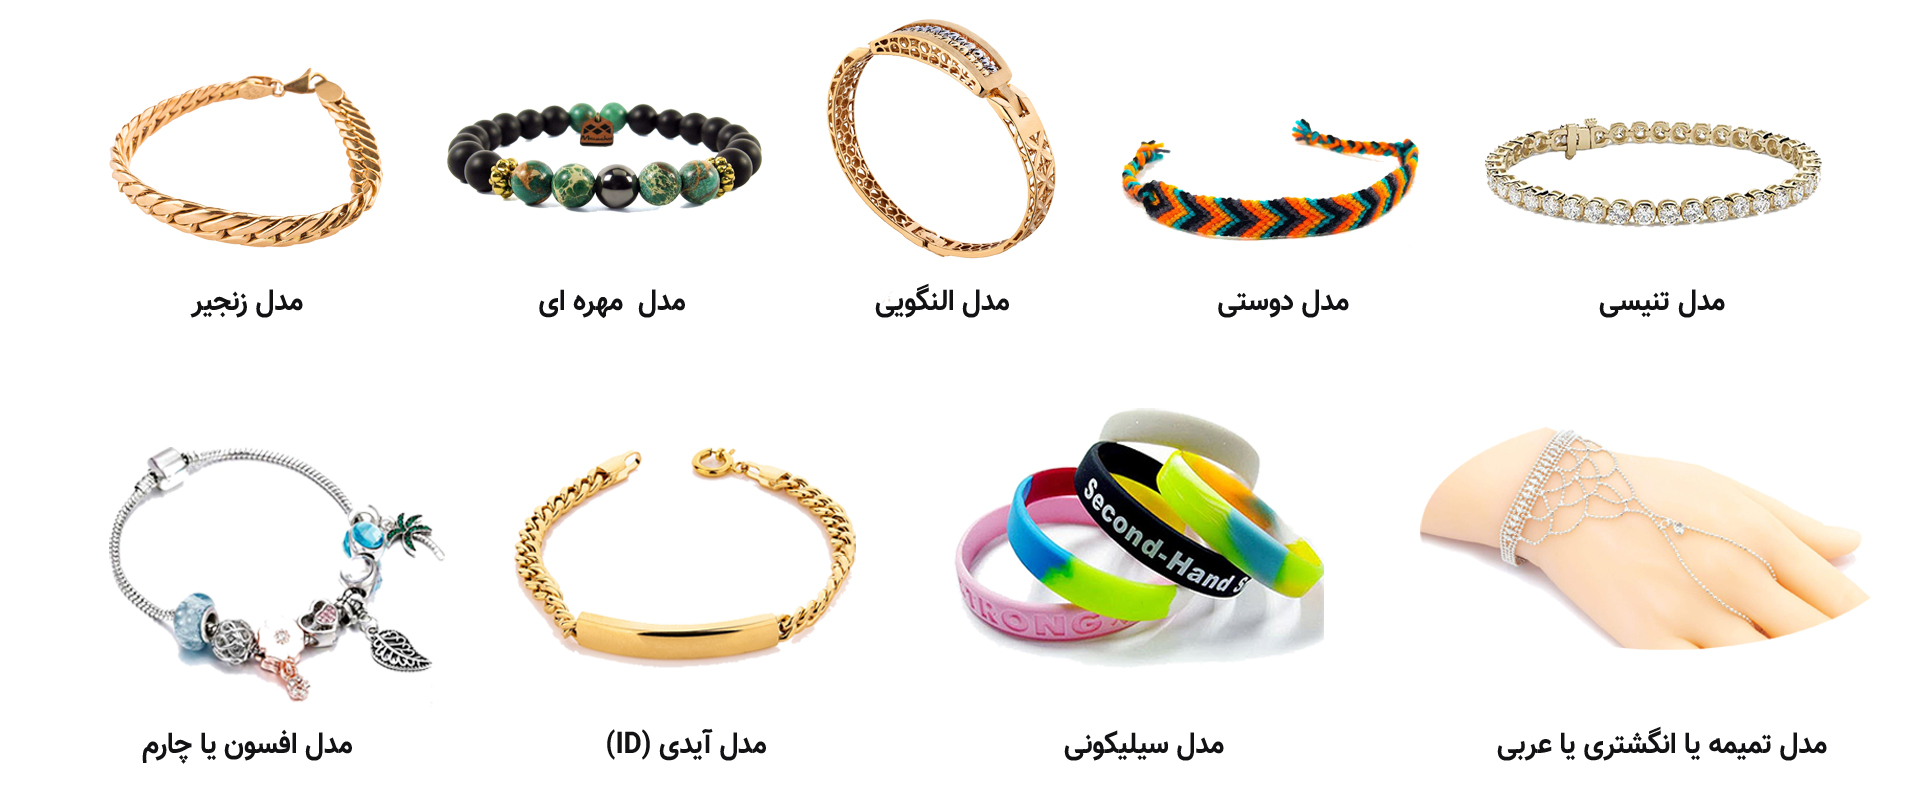 مدل تنیسی
مدل دوستی
مدل النگویی
مدل مهره ای
مدل زنجیر
Second-Hand S
STRONG
مدل تمیمه یا انگشتری یا عربی
مدل سیلیکونی
مدل آیدی (ID)
مدل افسون یا چارم